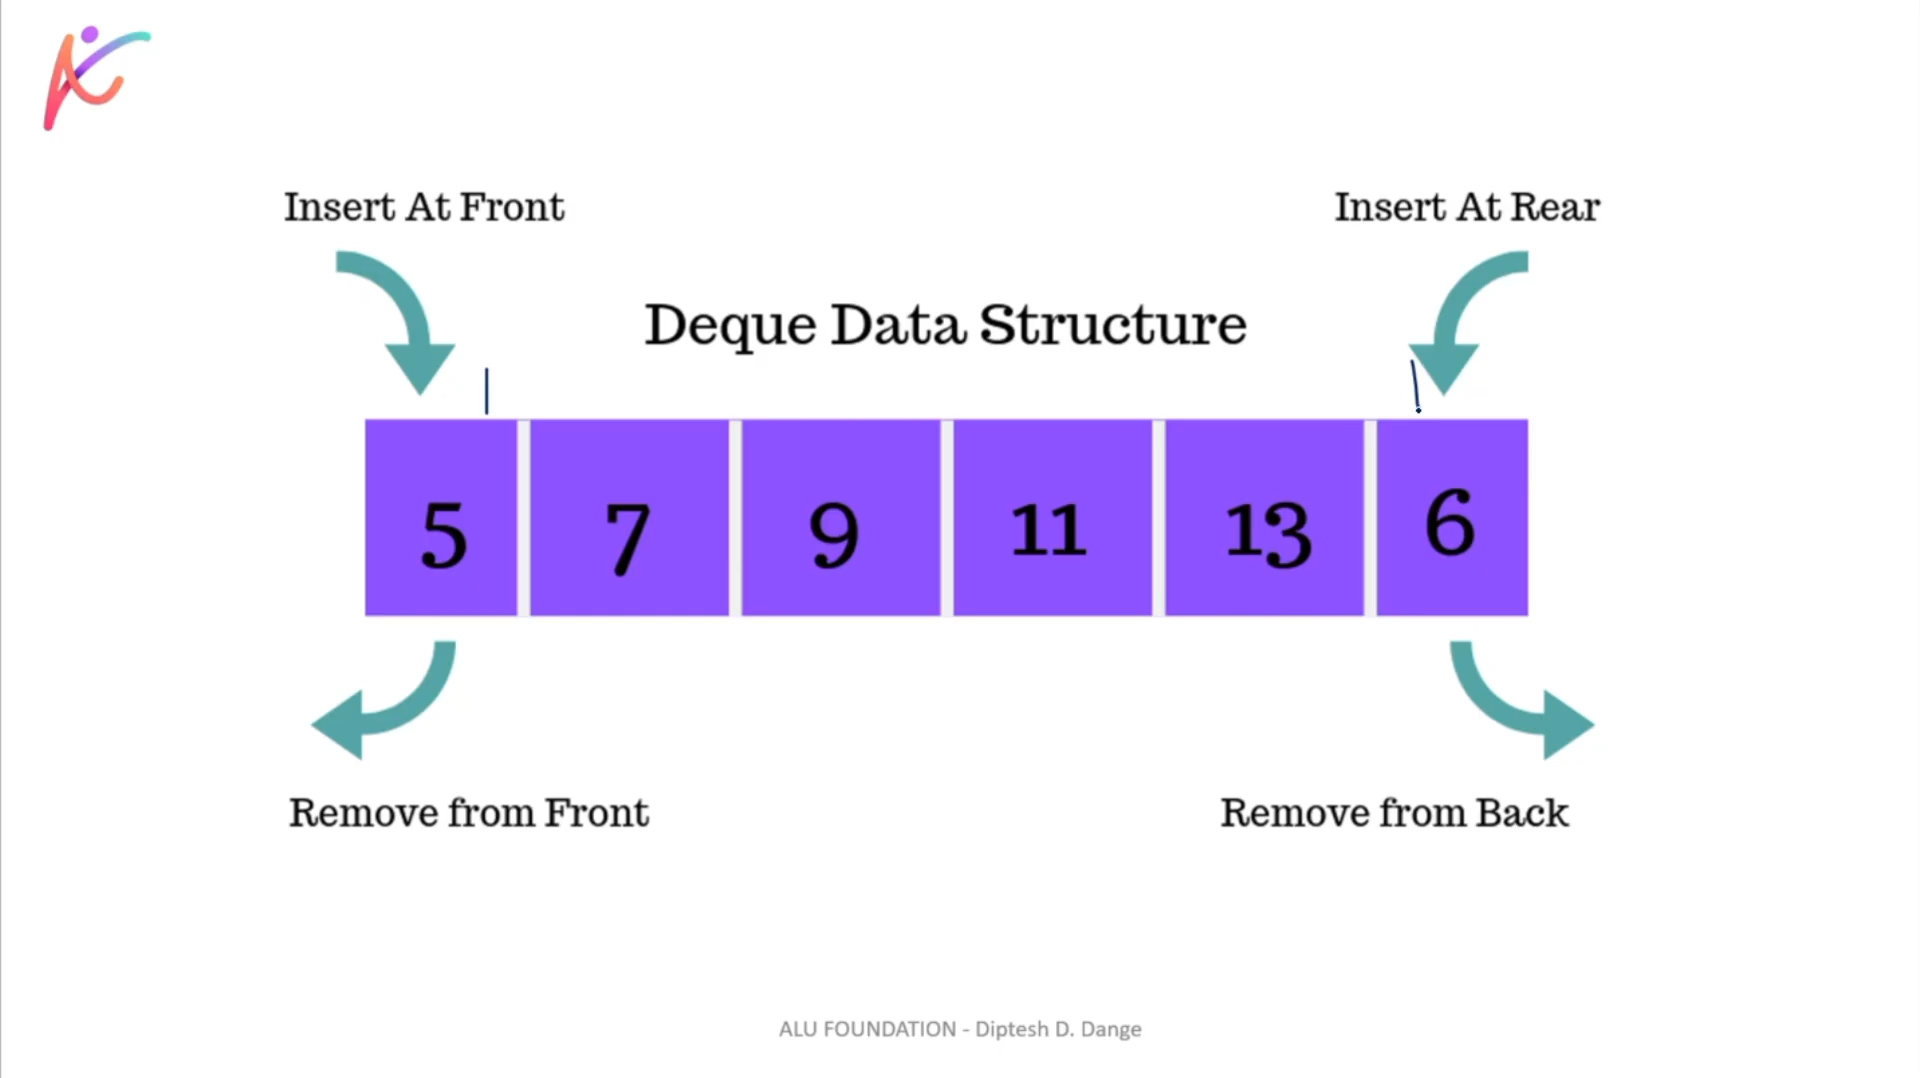 Insert At Front
Insert At Rear
Deque Data Structure
5 7 9 11 13 6
Remove from Front
Remove from Back
ALU FOUNDATION - Diptesh D. Dange